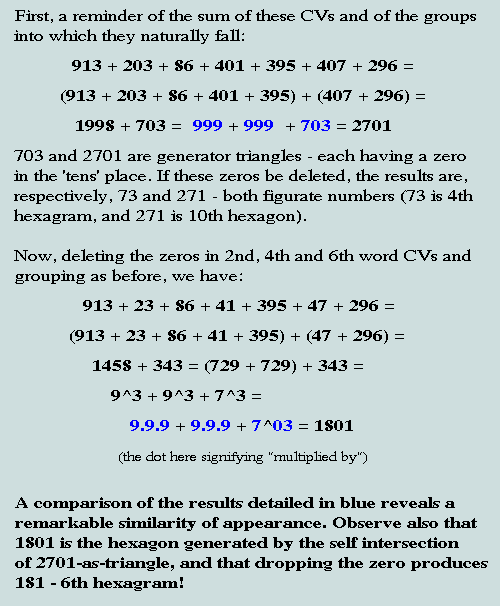 First, a reminder of the sum of these CVs and of the groups
into which they naturally fall:
913 + 203 + 86 + 401 + 395 + 407 + 296 =
(913 + 203 + 86 + 401 + 395) + (407 + 296) =
1998 + 703 = 999 + 999 + 703 = 2701
703 and 2701 are generator triangles - each having a zero
in the 'tens' place. If these zeros be deleted, the results are,
respectively, 73 and 271 - both figurate numbers (73 is 4th
hexagram, and 271 is 10th hexagon).
Now, deleting the zeros in 2nd, 4th and 6th word CVs and
grouping as before, we have:
913 + 23 + 86 + 41 + 395 + 47 + 296 =
(913 + 23 + 86 + 41 + 395) + (47 + 296) =
1458 + 343 = (729 + 729) + 343 =
9^3 + 9^3 + 7^3 =
9.9.9 + 9.9.9 + 7^03 = 1801
(the dot here signifying "multiplied by")
A comparison of the results detailed in blue reveals a
remarkable similarity of appearance. Observe also that
1801 is the hexagon generated by the self intersection
of 2701-as-triangle, and that dropping the zero produces
181 - 6th hexagram!